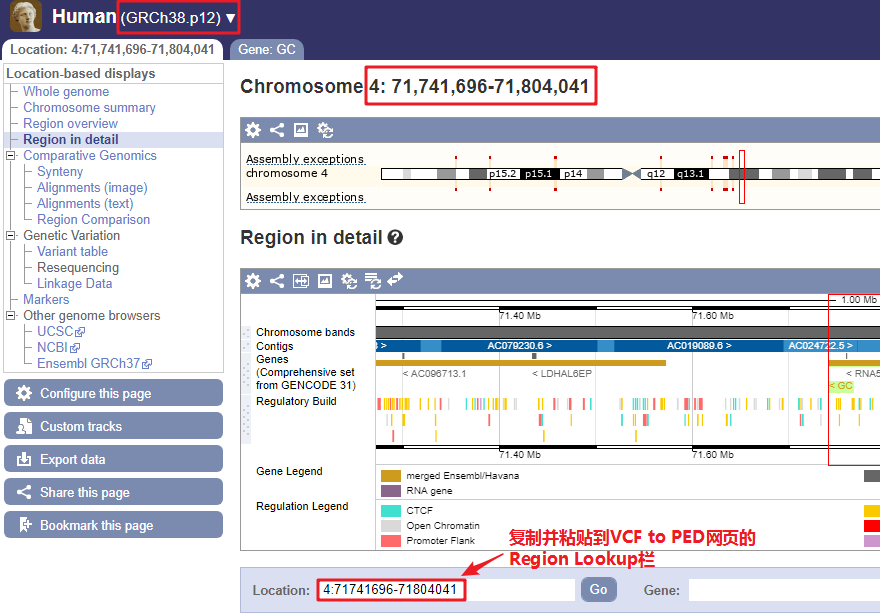 Human (GRCh38.p12) ▼
Location: 4:71,741,696-71,804,041
Gene: GC
Location-based displays
Whole genome
Chromosome summary
Region overview
Region in detail
Comparative Genomics
Synteny
Alignments (image)
Alignments (text)
Region Comparison
Genetic Variation
Variant table
Resequencing
Linkage Data
Markers
Other genome browsers
UCSC
NCBI
Ensembl GRCh37
Configure this page
Custom tracks
Export data
Share this page
Bookmark this page
Chromosome 4: 71,741,696-71,804,041
Assembly exceptions
chromosome 4
p15.2 p15.1 p14 q12 q13.1
Assembly exceptions
Region in detail
1.00 Mb
71.40 Mb 71.60 Mb
Chromosome bands
Contigs
> AC079230.6 > AC019089.6 > AC024722.5 >
Genes
(Comprehensive set
from GENCODE 31)
< AC096713.1 < LDHAL6EP < RNA5
< GC
Regulatory Build
71.40 Mb 71.60 Mb
Gene Legend
merged Ensembl/Havana
RNA gene
Regulation Legend
CTCF
Open Chromatin
Promoter Flank
复制并粘贴到VCF to PED网页的
Region Lookup栏
Location: 4:71741696-71804041 Go Gene: